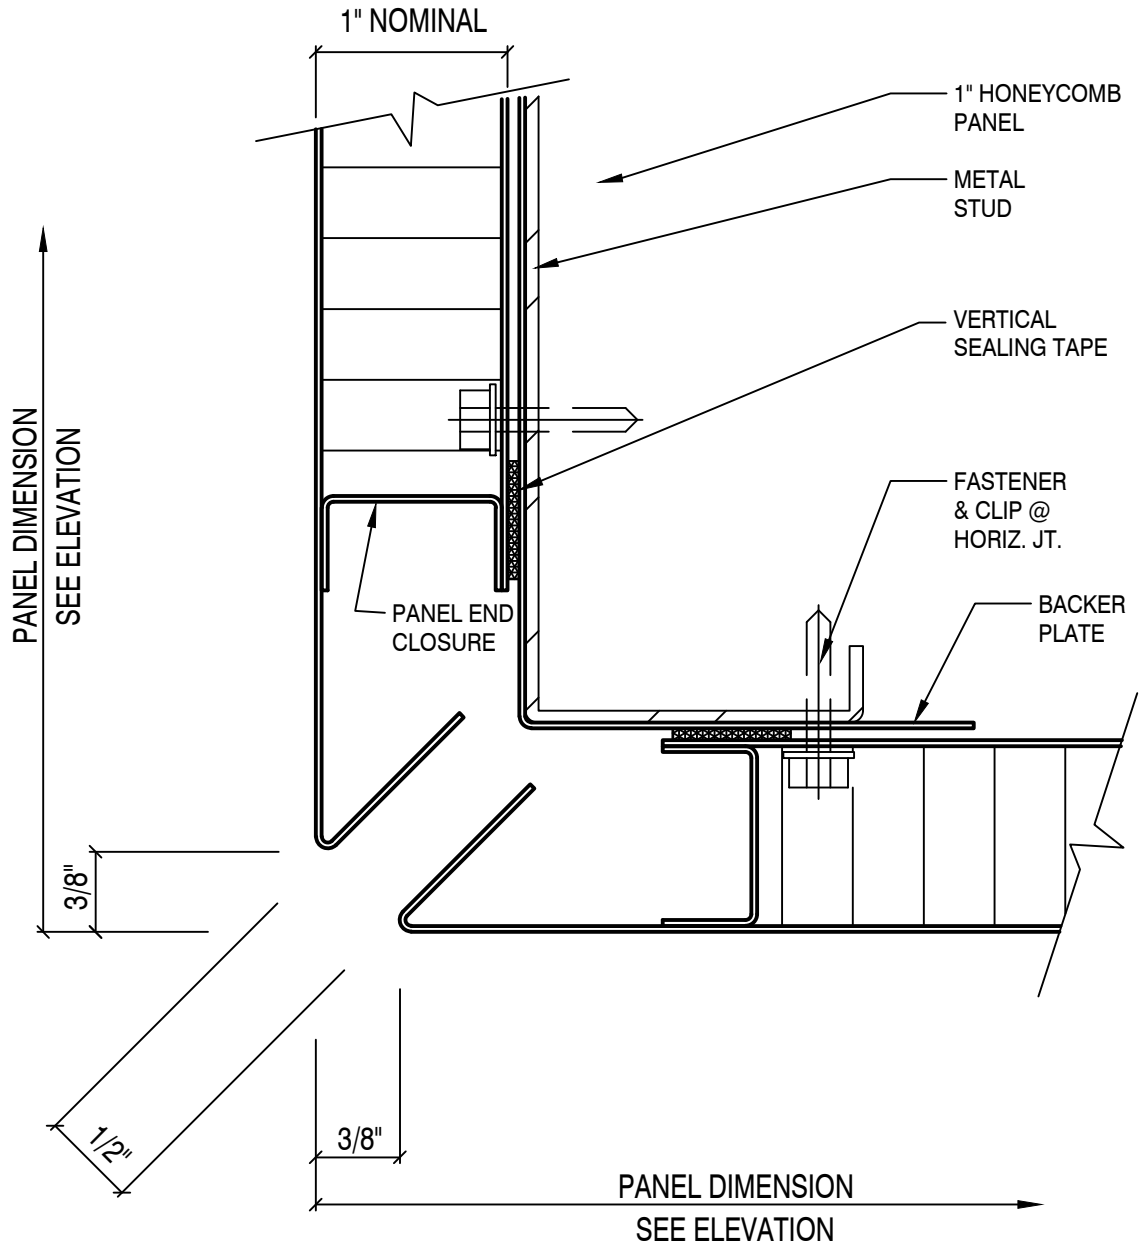 1" NOMINAL
1" HONEYCOMB
PANEL
METAL
STUD
VERTICAL
SEALING TAPE
FASTENER
& CLIP @
HORIZ. JT.
BACKER
PLATE
PANEL END
CLOSURE
PANEL DIMENSION
SEE ELEVATION
3/8"
1/2"
3/8"
PANEL DIMENSION
SEE ELEVATION